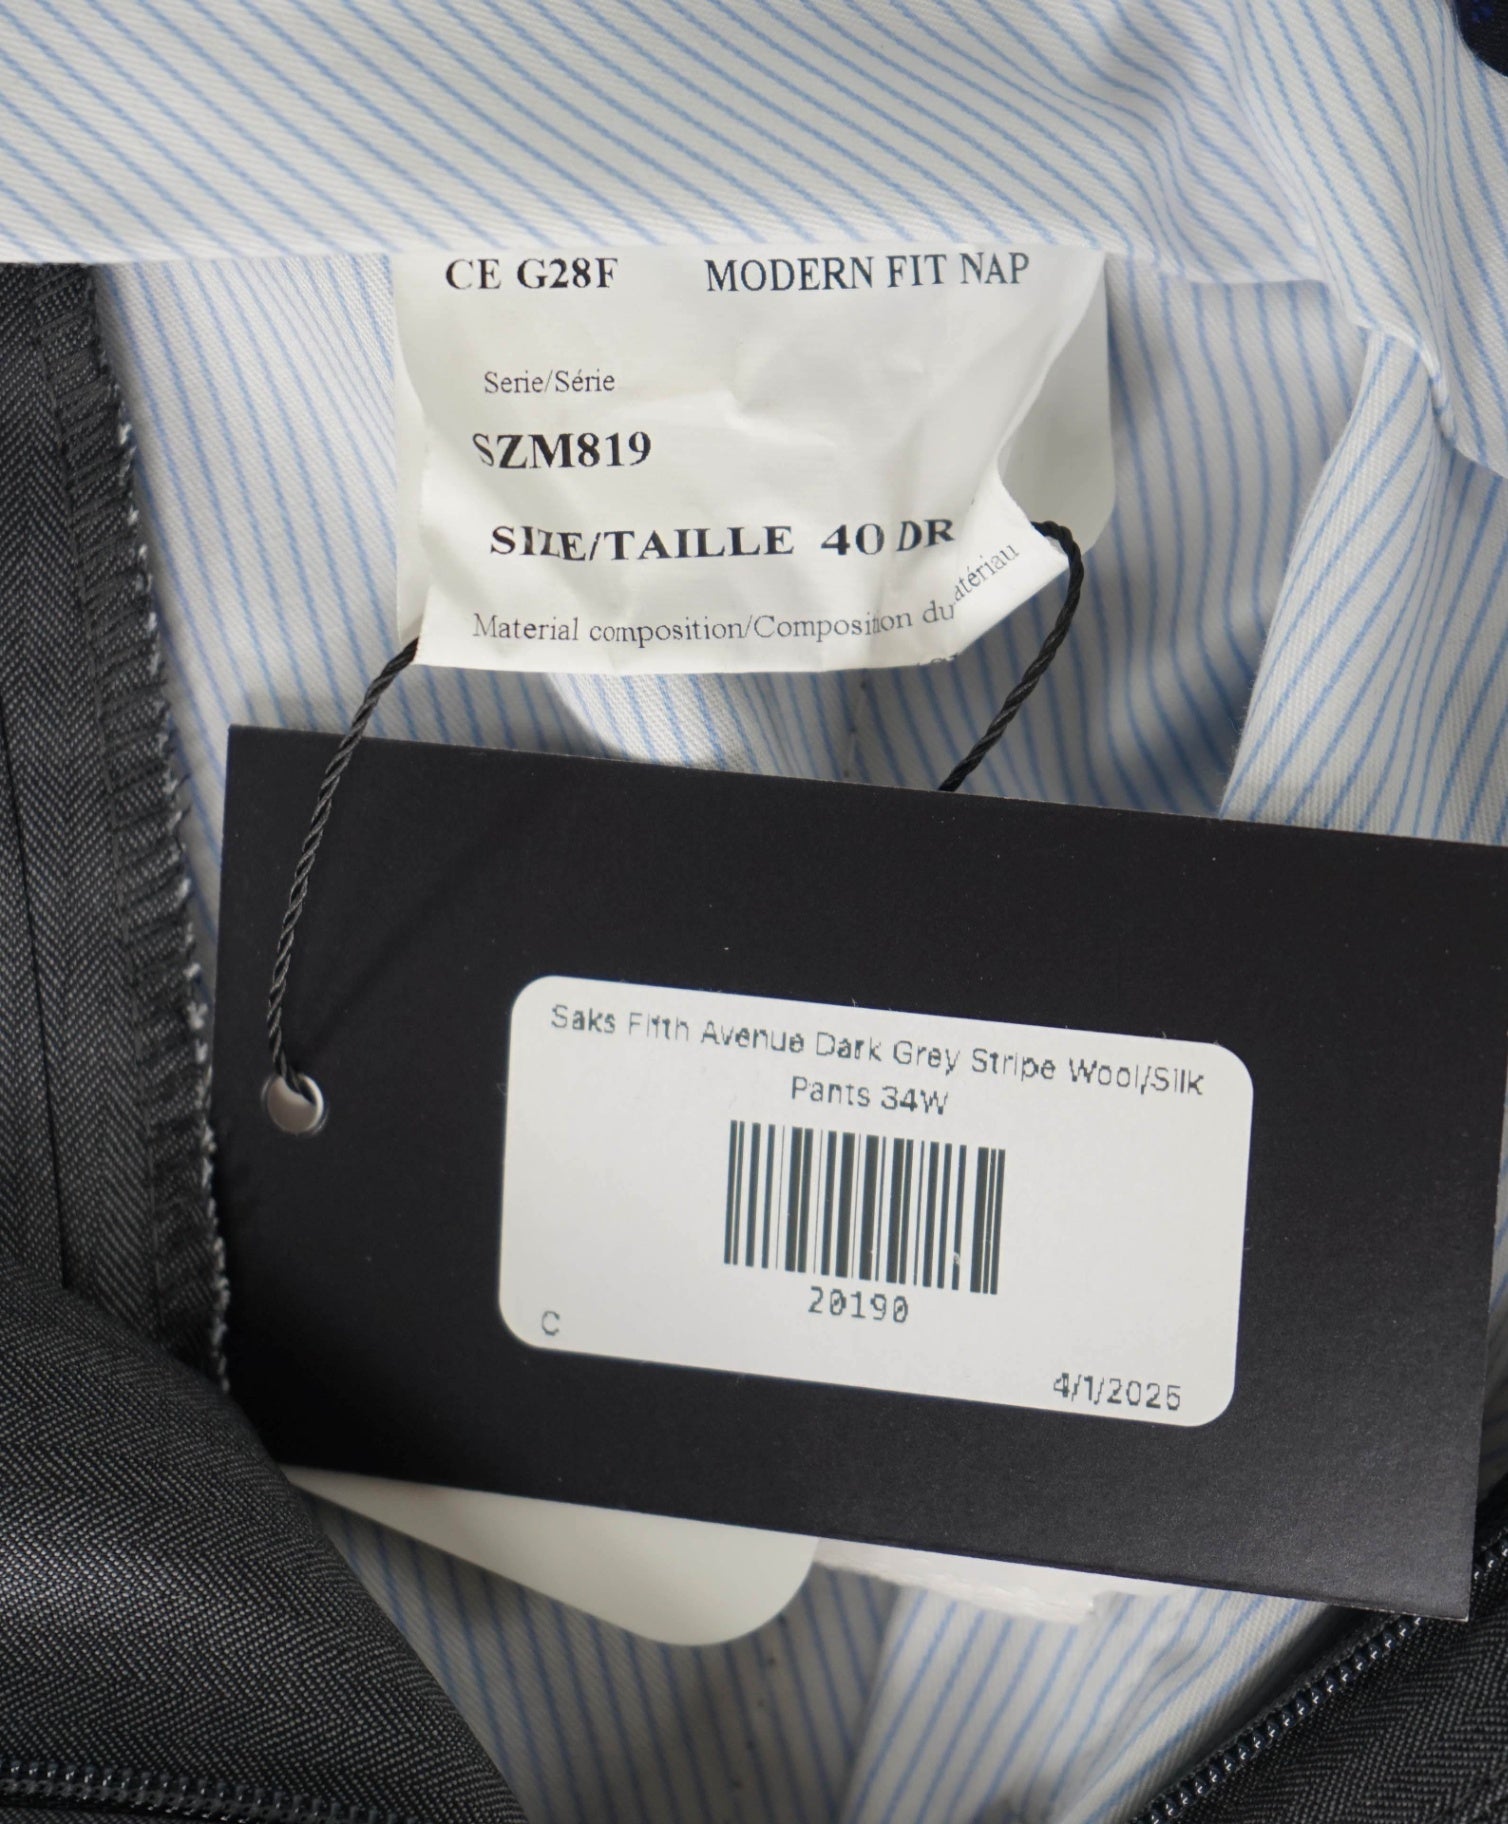 CE G28F MODERN FIT NAP
Serie/Série
SZM819
SIZE/TAILLE 40 DR
Material composition/Composition du matériau
Saks Fifth Avenue Dark Grey Stripe Wool/Silk
Pants 34W
20190
C
4/1/2025